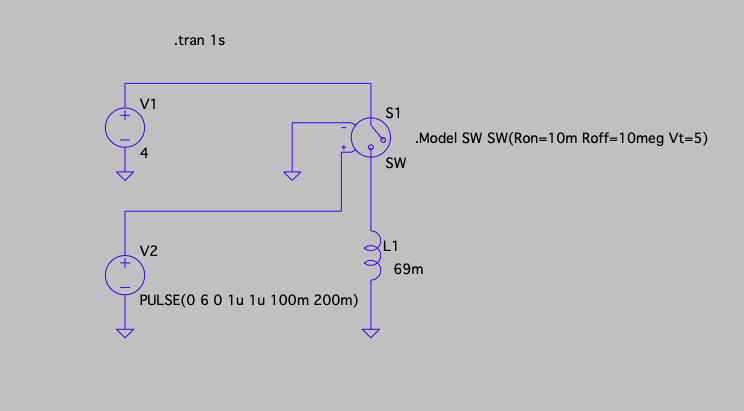 .tran 1s
V1
4
S1
SW
.Model SW SW(Ron=10m Roff=10meg Vt=5)
V2
PULSE(0 6 0 1u 1u 100m 200m)
L1
69m